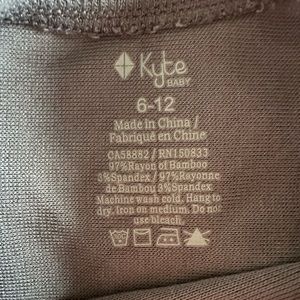 Kyte
BABY
6-12
Made in China /
Fabriqué en Chine
CA58882 / RN150833
97%Rayon of Bamboo
3%Spandex / 97%Rayonne
de Bambou 3%Spandex
Machine wash cold. Hang to
dry. Iron on medium. Do not
use bleach.